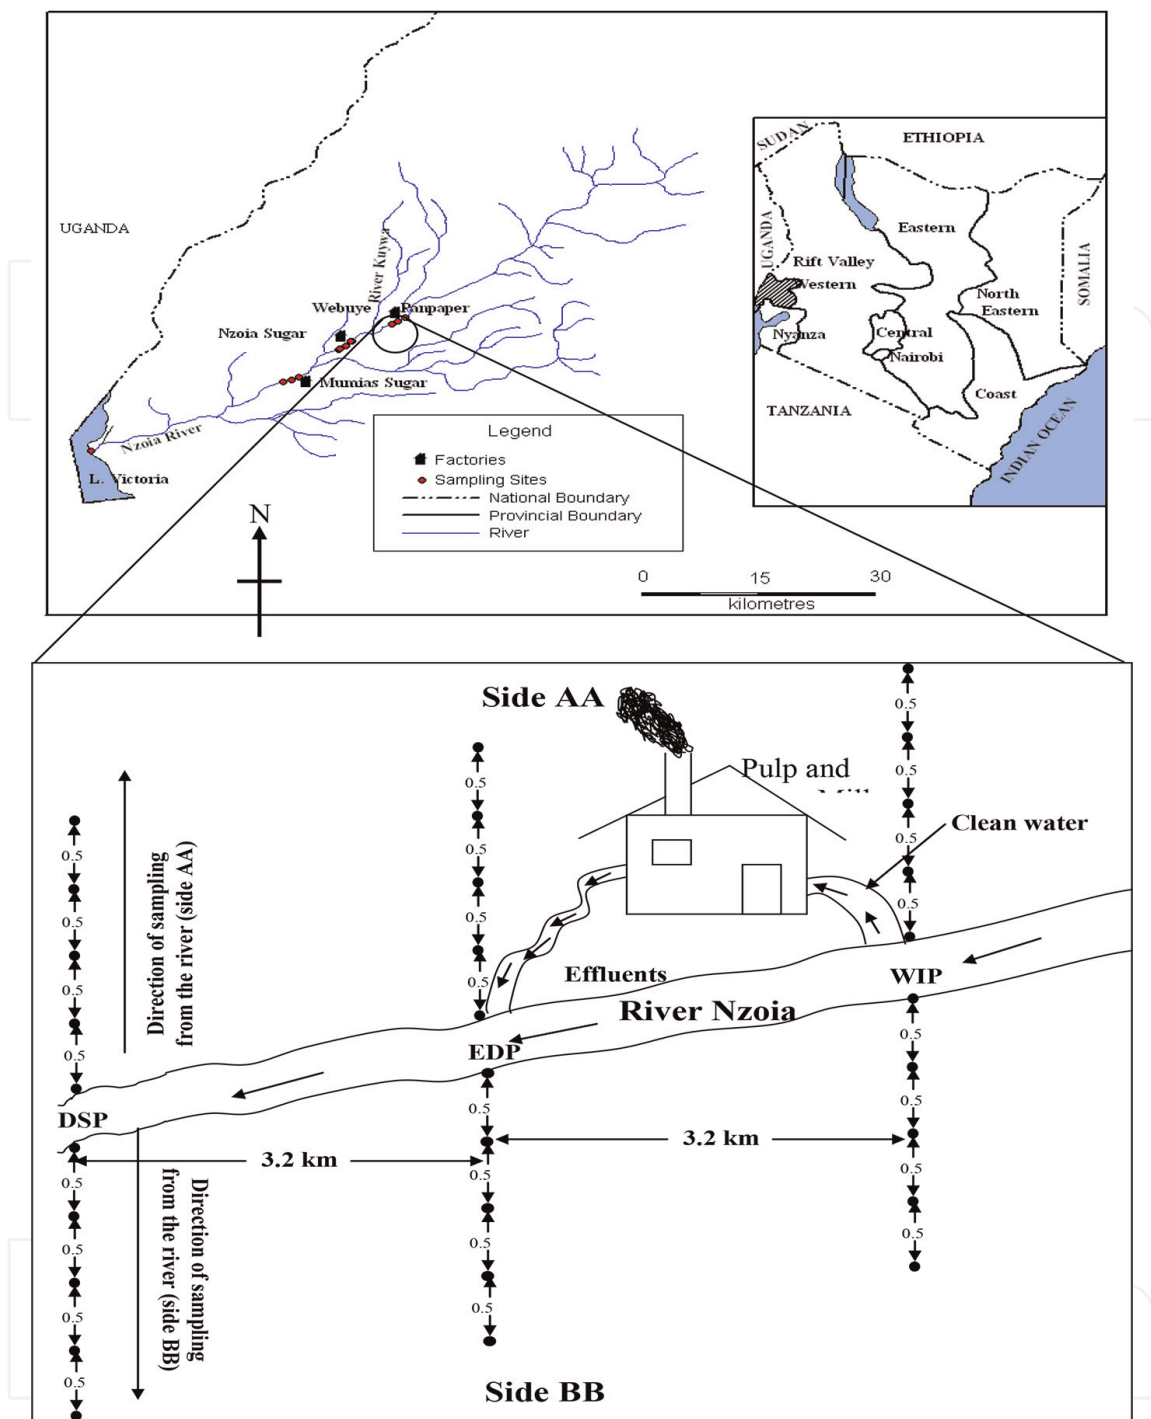 UGANDA
River Kuywa
Webuye
Panpaper
Nzoia Sugar
Mumias Sugar
Nzoia River
L. Victoria
N
Legend
Factories
Sampling Sites
National Boundary
Provincial Boundary
River
0 15 30
kilometres
SUDAN
ETHIOPIA
UGANDA
Eastern
Rift Valley
Western
SOMALIA
North
Eastern
Nyanza
Central
Nairobi
Coast
TANZANIA
INDIAN OCEAN
Side AA
Pulp and
Clean water
Direction of sampling
from the river (side AA)
0.5
0.5
0.5
0.5
0.5
0.5
0.5
0.5
0.5
0.5
0.5
0.5
Effluents
WIP
River Nzoia
EDP
DSP
3.2 km
3.2 km
Direction of sampling
from the river (side BB)
0.5
0.5
0.5
0.5
0.5
0.5
0.5
0.5
0.5
0.5
0.5
0.5
Side BB